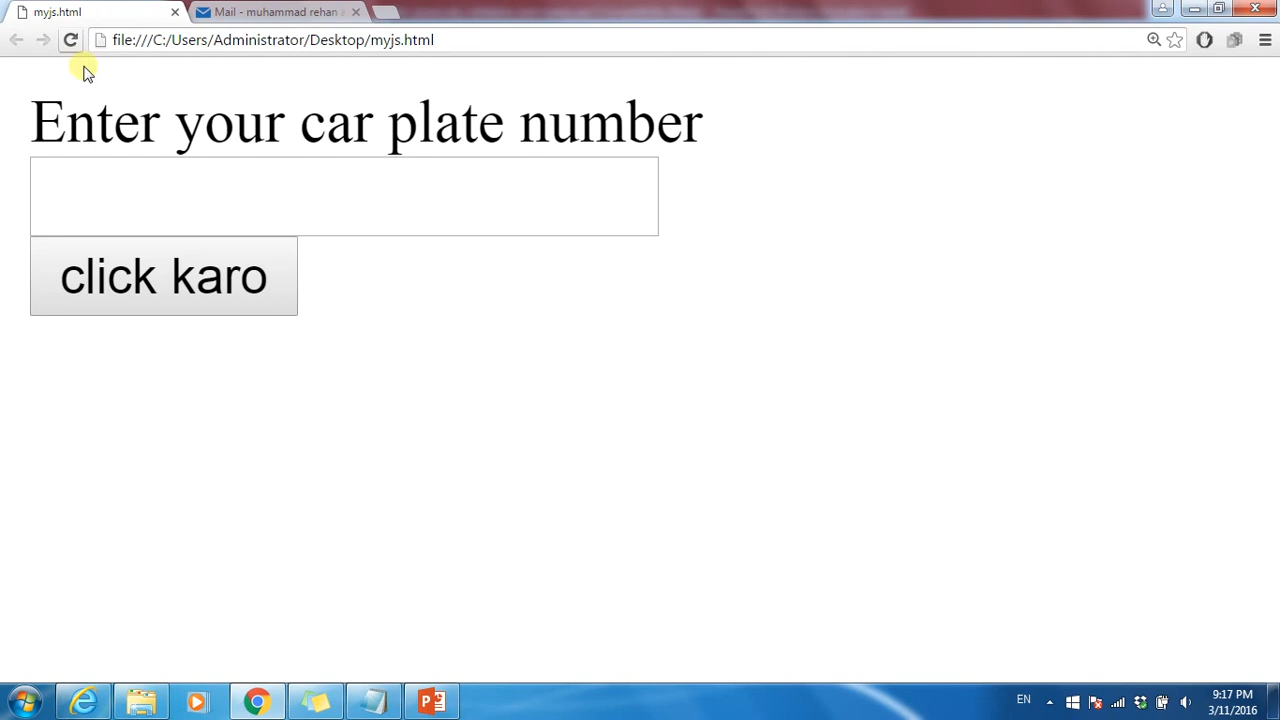 myjs.html
Mail - muhammad rehan a
file:///C:/Users/Administrator/Desktop/myjs.html
Enter your car plate number
click karo
EN
9:17 PM
3/11/2016